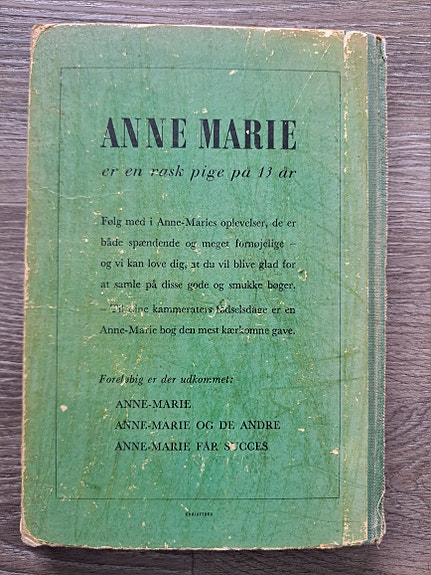 ANNE MARIE
er en rask pige på 13 år
Følg med i Anne-Maries oplevelser, de er
både spændende og meget fornøjelige –
og vi kan love dig, at du vil blive glad for
at samle på disse gode og smukke bøger.
– Til dine kammeraters fødselsdage er en
Anne-Marie bog den mest kærkomne gave.
Foreløbig er der udkommet:
ANNE-MARIE
ANNE-MARIE OG DE ANDRE
ANNE-MARIE FÅR SUCCES